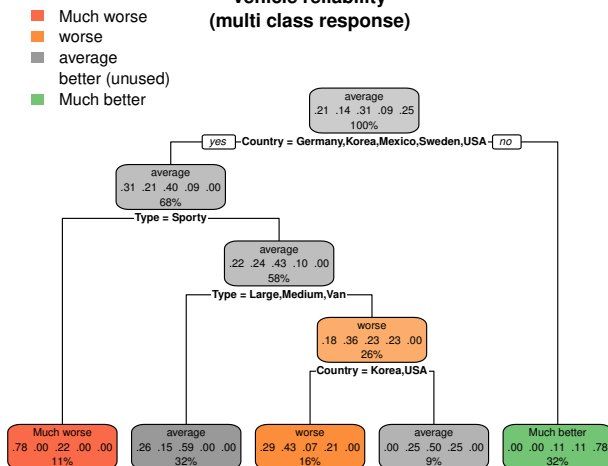 vehicle reliability
(multi class response)
Much worse
worse
average
better (unused)
Much better
average
.21 .14 .31 .09 .25
100%
yes
Country = Germany,Korea,Mexico,Sweden,USA
no
average
.31 .21 .40 .09 .00
68%
Type = Sporty
average
.22 .24 .43 .10 .00
58%
Type = Large,Medium,Van
worse
.18 .36 .23 .23 .00
26%
Country = Korea,USA
Much worse
.78 .00 .22 .00 .00
11%
average
.26 .15 .59 .00 .00
32%
worse
.29 .43 .07 .21 .00
16%
average
.00 .25 .50 .25 .00
9%
Much better
.00 .00 .11 .11 .78
32%